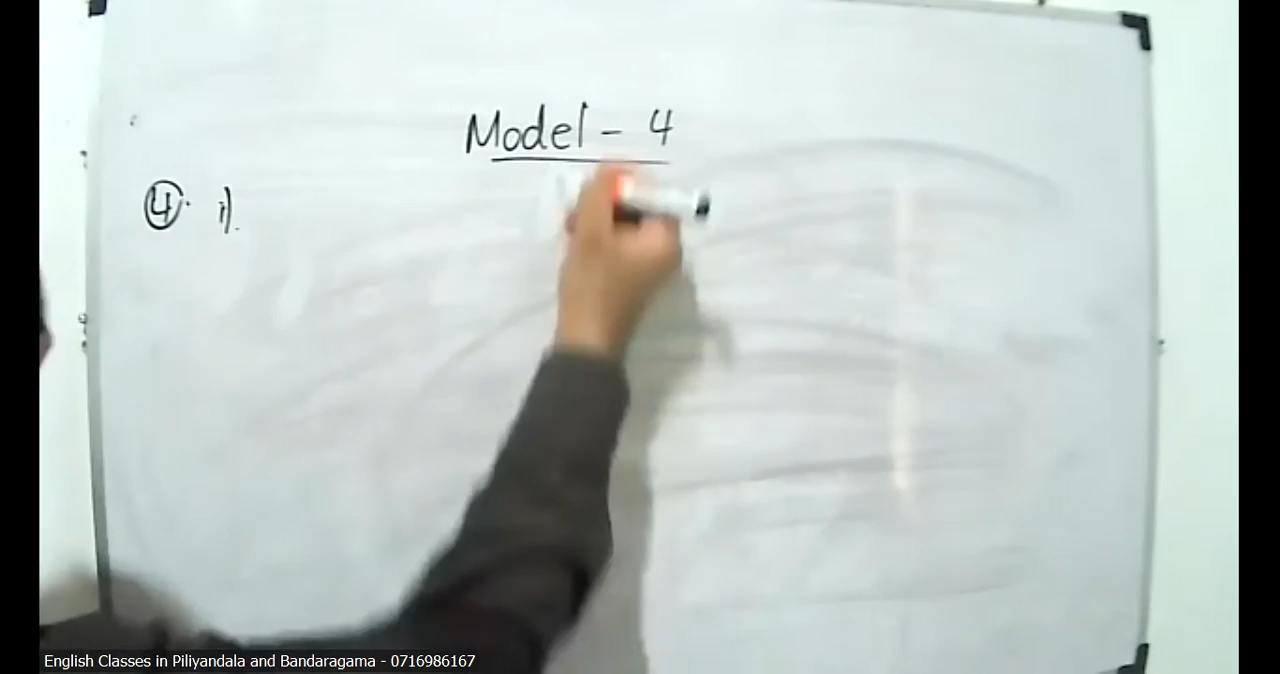 Model - 4
④. i).
English Classes in Piliyandala and Bandaragama - 0716986167